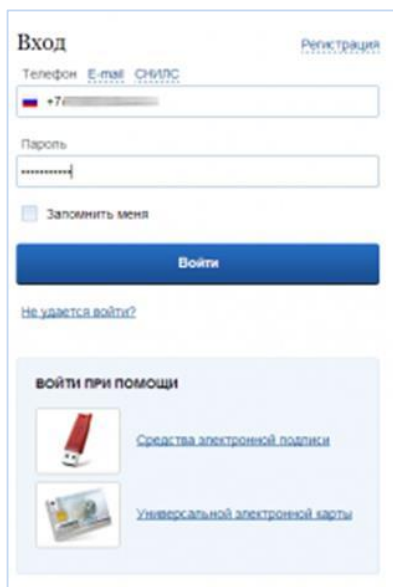 Вход
Регистрация
Телефон E-mail СНИЛС
+7
Пароль
Запомнить меня
Войти
Не удается войти?
ВОЙТИ ПРИ ПОМОЩИ
Средства электронной подписи
Универсальной электронной карты